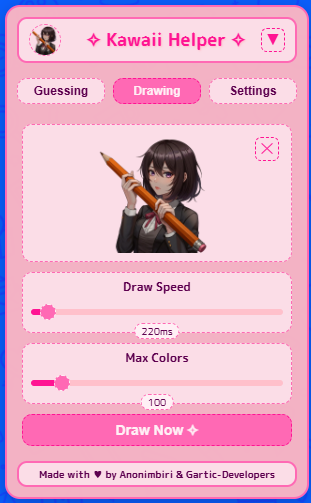 ✧ Kawaii Helper ✧ ▼
Guessing Drawing Settings
Draw Speed
220ms
Max Colors
100
Draw Now ✧
Made with ♥ by Anonimbiri & Gartic-Developers